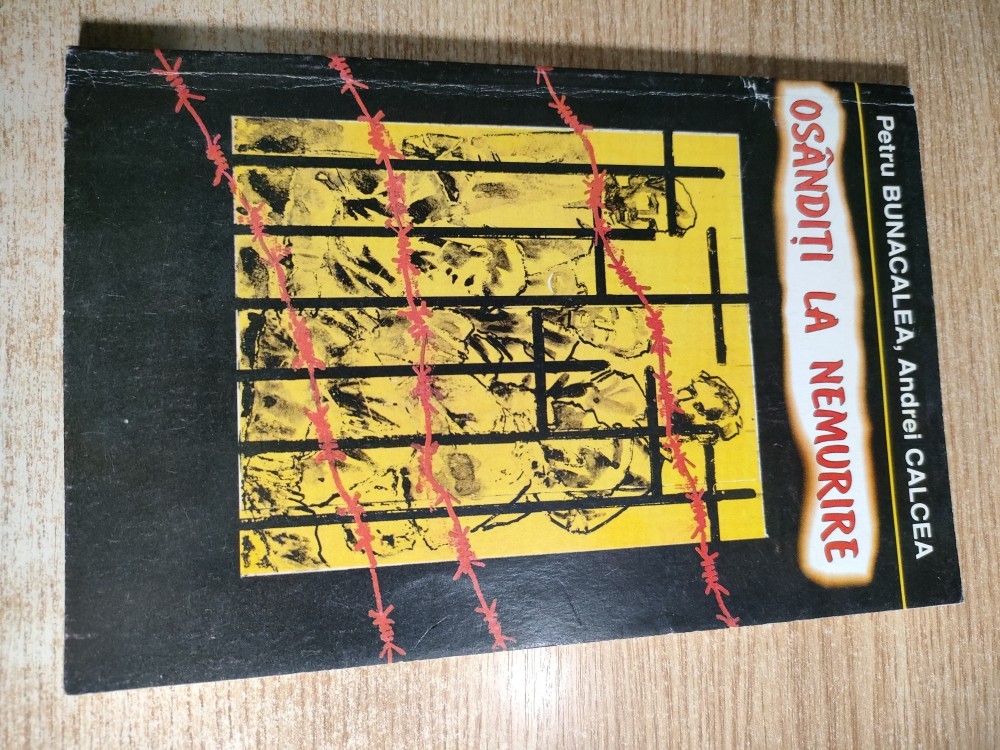 Petru BUNACALEA, Andrei CALCEA
OSÂNDIȚI LA NEMURIRE